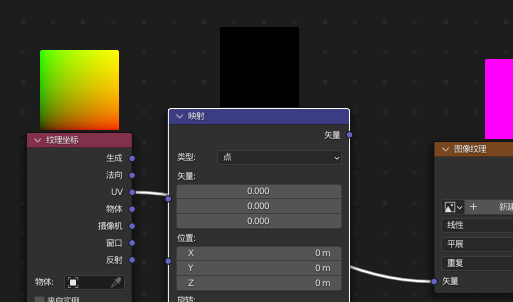 纹理坐标
生成
法向
UV
物体
摄像机
窗口
反射
物体:
来自实例
映射
矢量
类型:
点
矢量:
0.000
0.000
0.000
位置:
X 0 m
Y 0 m
Z 0 m
旋转:
图像纹理
新建
线性
平展
重复
矢量